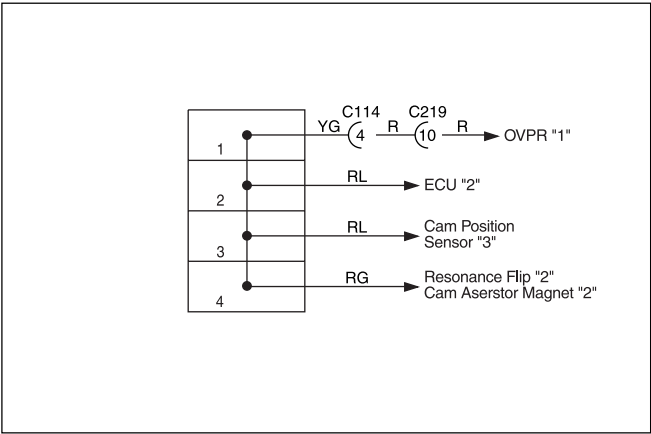 C114 C219
1 YG 4 R 10 R OVPR "1"
2 RL ECU "2"
RL Cam Position
3 Sensor "3"
RG Resonance Flip "2"
4 Cam Aserstor Magnet "2"